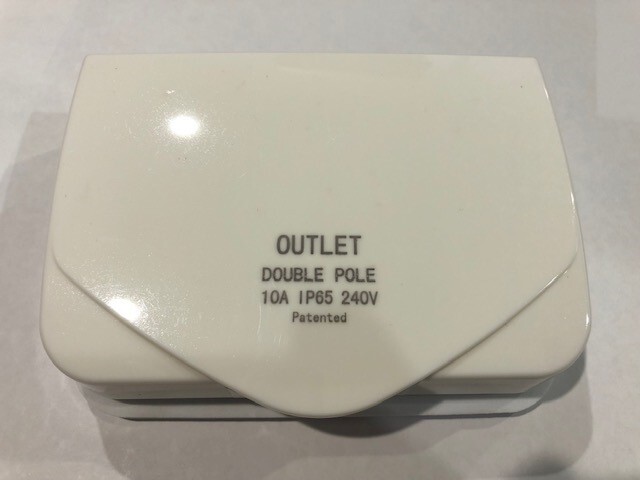 OUTLET
DOUBLE POLE
10A IP65 240V
Patented